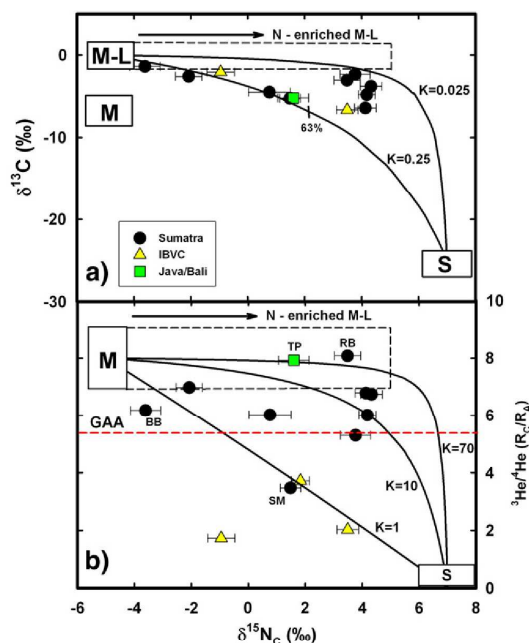 N - enriched M-L
M-L
M
K=0.025
K=0.25
63%
S
0
-10
-20
-30
δ¹³C (‰)
Sumatra
IBVC
Java/Bali
a)
N - enriched M-L
M
TP
RB
GAA
BB
SM
K=70
K=10
K=1
S
b)
10
8
6
4
2
0
³He/⁴He (R_C/R_A)
-6 -4 -2 0 2 4 6 8
δ¹⁵N_C (‰)